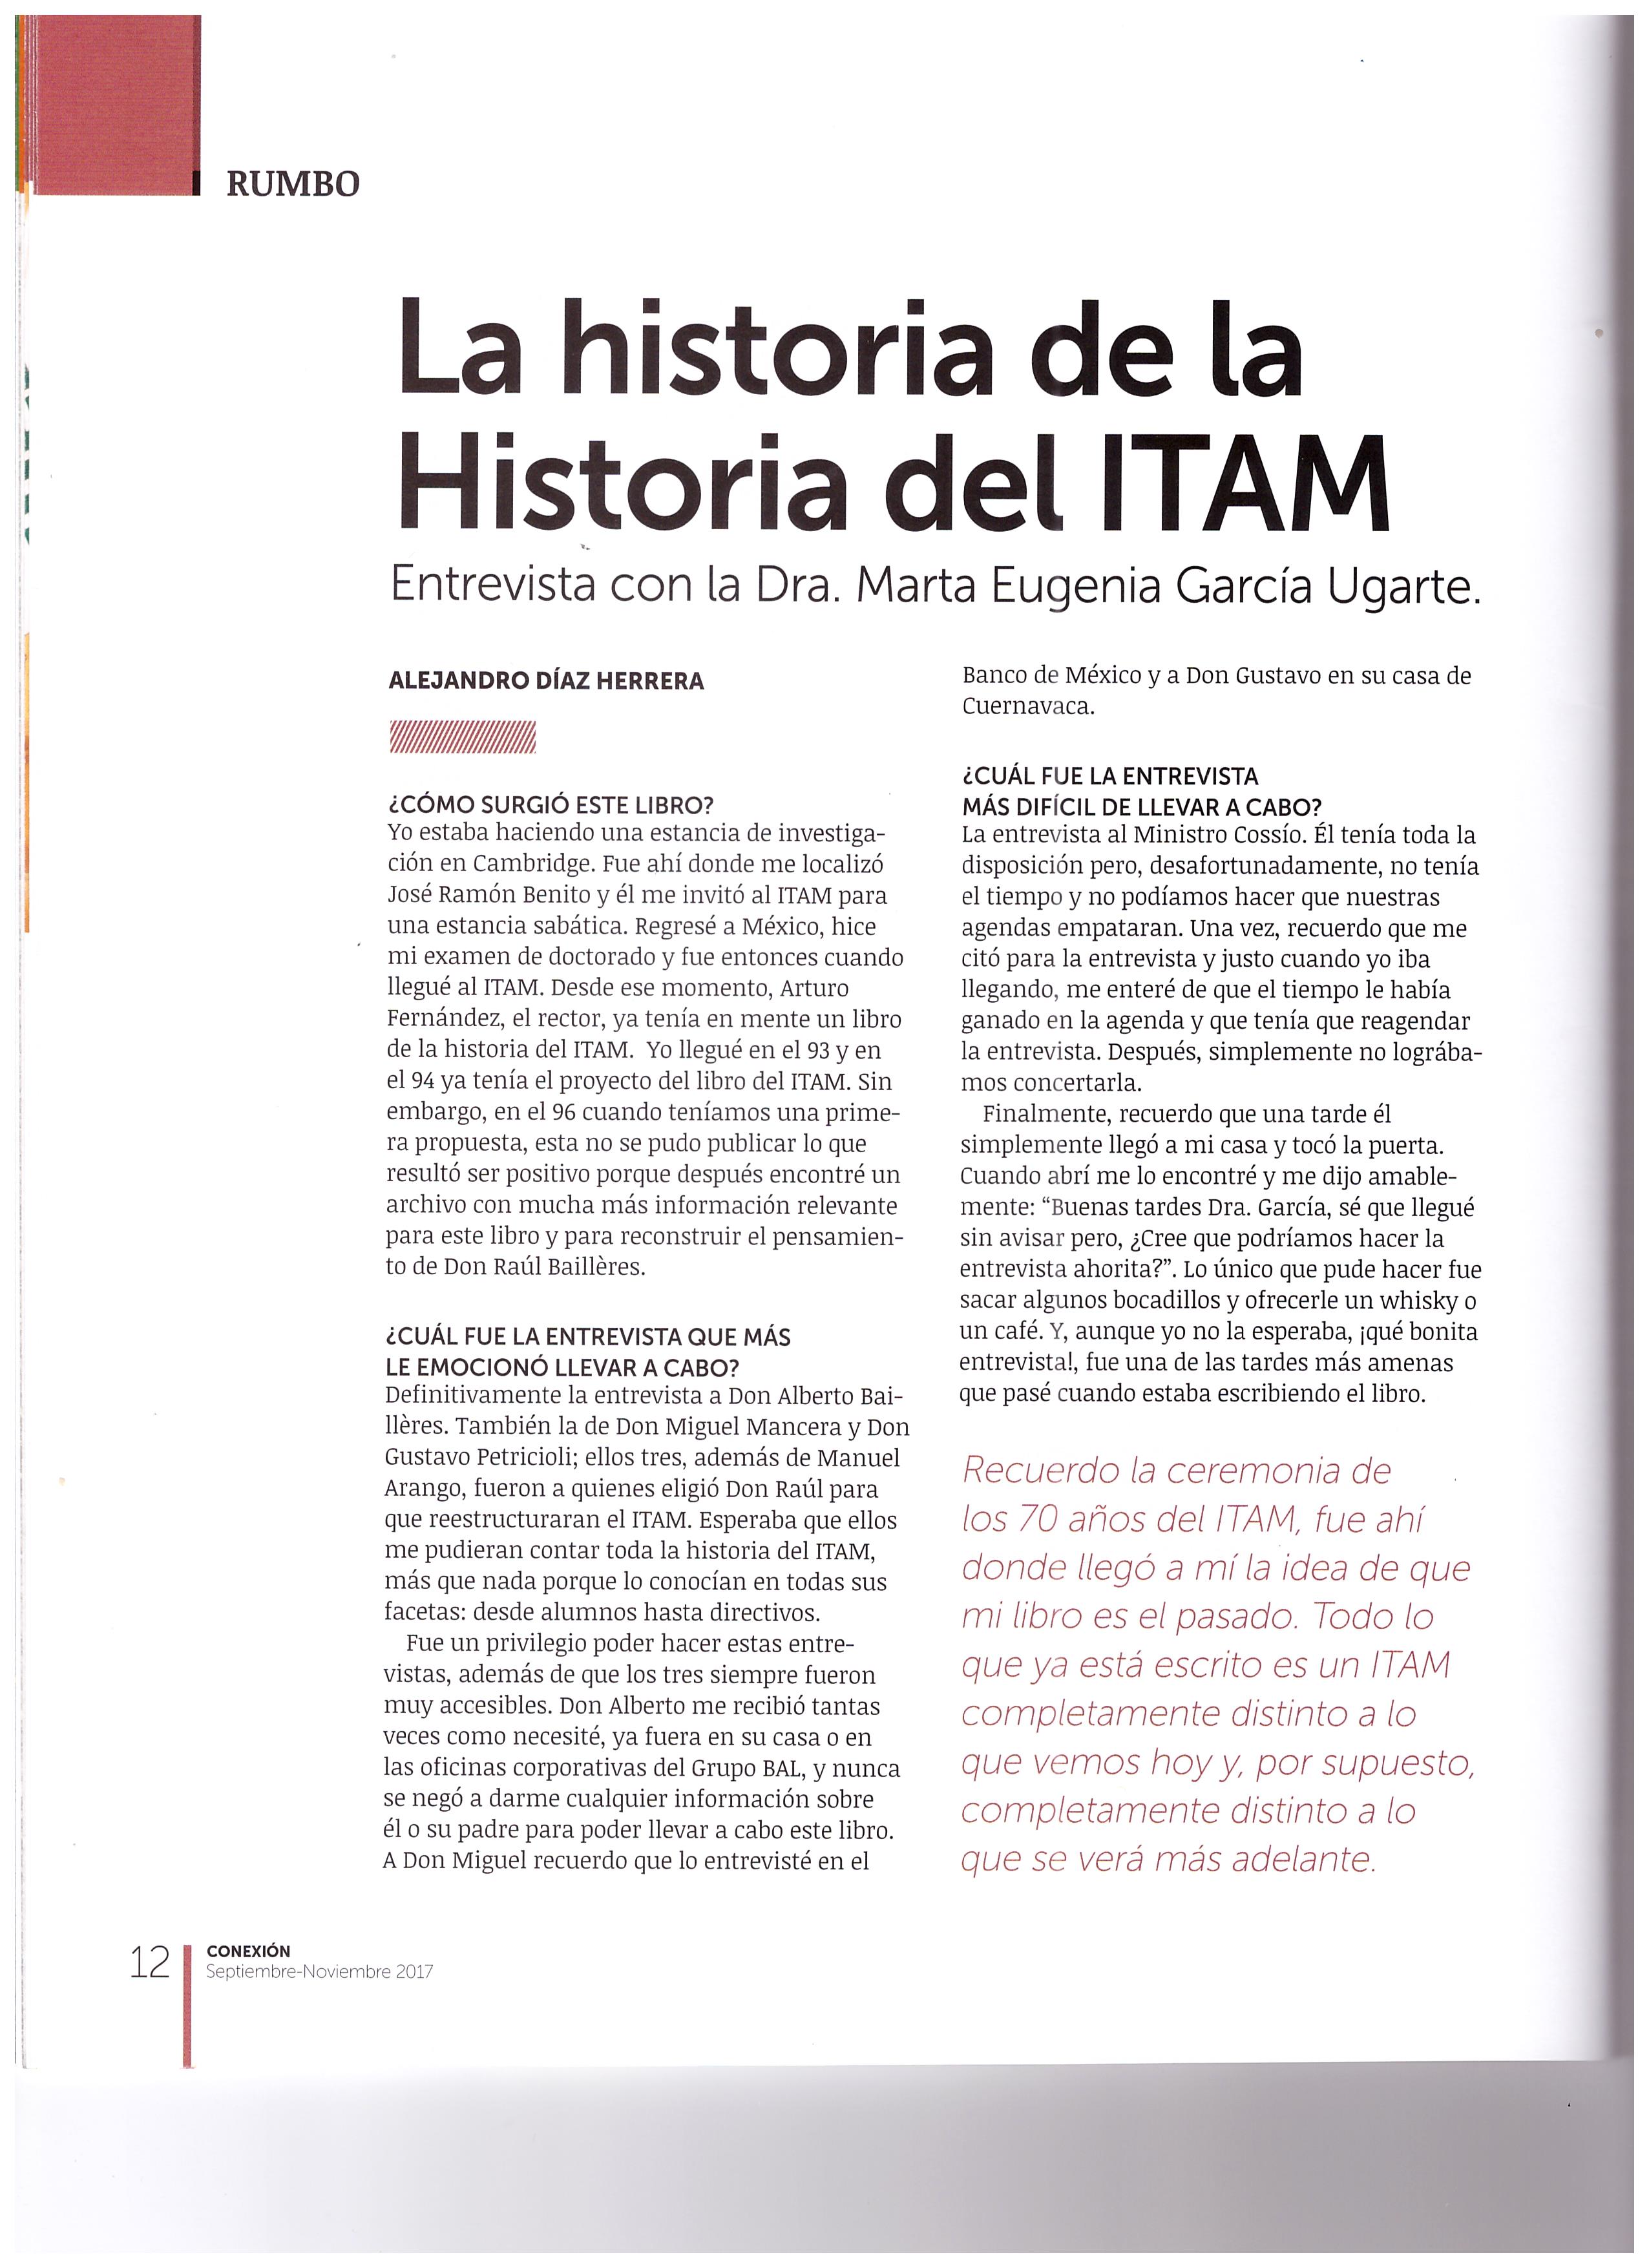 RUMBO
La historia de la
Historia del ITAM
Entrevista con la Dra. Marta Eugenia García Ugarte.
ALEJANDRO DÍAZ HERRERA
¿CÓMO SURGIÓ ESTE LIBRO?
Yo estaba haciendo una estancia de investiga-
ción en Cambridge. Fue ahí donde me localizó
José Ramón Benito y él me invitó al ITAM para
una estancia sabática. Regresé a México, hice
mi examen de doctorado y fue entonces cuando
llegué al ITAM. Desde ese momento, Arturo
Fernández, el rector, ya tenía en mente un libro
de la historia del ITAM. Yo llegué en el 93 y en
el 94 ya tenía el proyecto del libro del ITAM. Sin
embargo, en el 96 cuando teníamos una prime-
ra propuesta, esta no se pudo publicar lo que
resultó ser positivo porque después encontré un
archivo con mucha más información relevante
para este libro y para reconstruir el pensamien-
to de Don Raúl Baillères.
¿CUÁL FUE LA ENTREVISTA QUE MÁS
LE EMOCIONÓ LLEVAR A CABO?
Definitivamente la entrevista a Don Alberto Bai-
llères. También la de Don Miguel Mancera y Don
Gustavo Petricioli; ellos tres, además de Manuel
Arango, fueron a quienes eligió Don Raúl para
que reestructuraran el ITAM. Esperaba que ellos
me pudieran contar toda la historia del ITAM,
más que nada porque lo conocían en todas sus
facetas: desde alumnos hasta directivos.
Fue un privilegio poder hacer estas entre-
vistas, además de que los tres siempre fueron
muy accesibles. Don Alberto me recibió tantas
veces como necesité, ya fuera en su casa o en
las oficinas corporativas del Grupo BAL, y nunca
se negó a darme cualquier información sobre
él o su padre para poder llevar a cabo este libro.
A Don Miguel recuerdo que lo entrevisté en el
Banco de México y a Don Gustavo en su casa de
Cuernavaca.
¿CUÁL FUE LA ENTREVISTA
MÁS DIFÍCIL DE LLEVAR A CABO?
La entrevista al Ministro Cossío. Él tenía toda la
disposición pero, desafortunadamente, no tenía
el tiempo y no podíamos hacer que nuestras
agendas empataran. Una vez, recuerdo que me
citó para la entrevista y justo cuando yo iba
llegando, me enteré de que el tiempo le había
ganado en la agenda y que tenía que reagendar
la entrevista. Después, simplemente no lográba-
mos concertarla.
Finalmente, recuerdo que una tarde él
simplemente llegó a mi casa y tocó la puerta.
Cuando abrí me lo encontré y me dijo amable-
mente: “Buenas tardes Dra. García, sé que llegué
sin avisar pero, ¿Cree que podríamos hacer la
entrevista ahorita?”. Lo único que pude hacer fue
sacar algunos bocadillos y ofrecerle un whisky o
un café. Y, aunque yo no la esperaba, ¡qué bonita
entrevista!, fue una de las tardes más amenas
que pasé cuando estaba escribiendo el libro.
Recuerdo la ceremonia de
los 70 años del ITAM, fue ahí
donde llegó a mí la idea de que
mi libro es el pasado. Todo lo
que ya está escrito es un ITAM
completamente distinto a lo
que vemos hoy y, por supuesto,
completamente distinto a lo
que se verá más adelante.
12
CONEXIÓN
Septiembre-Noviembre 2017